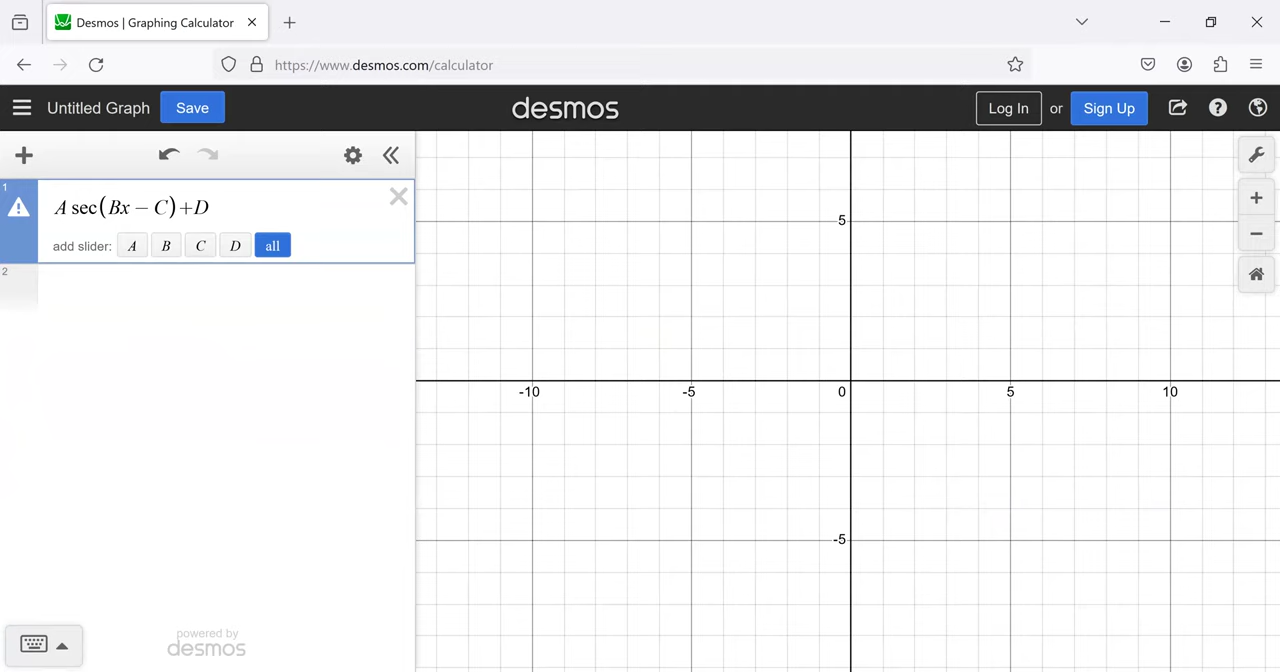 Desmos | Graphing Calculator
https://www.desmos.com/calculator
Untitled Graph Save desmos Log In or Sign Up
1
A sec(Bx − C)+D
add slider: A B C D all
2
5
-10 -5 0 5 10
-5
powered by
desmos